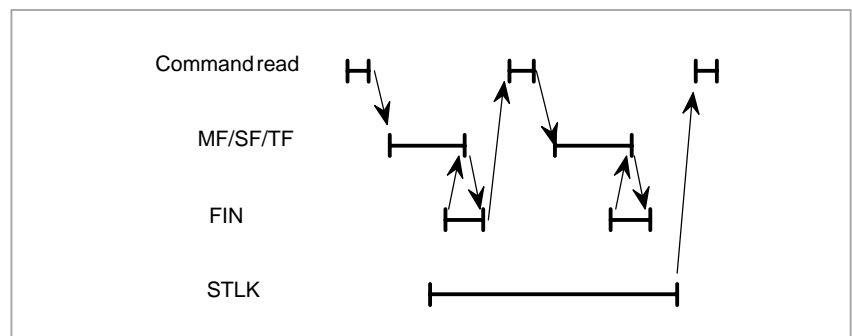 Command read
MF/SF/TF
FIN
STLK